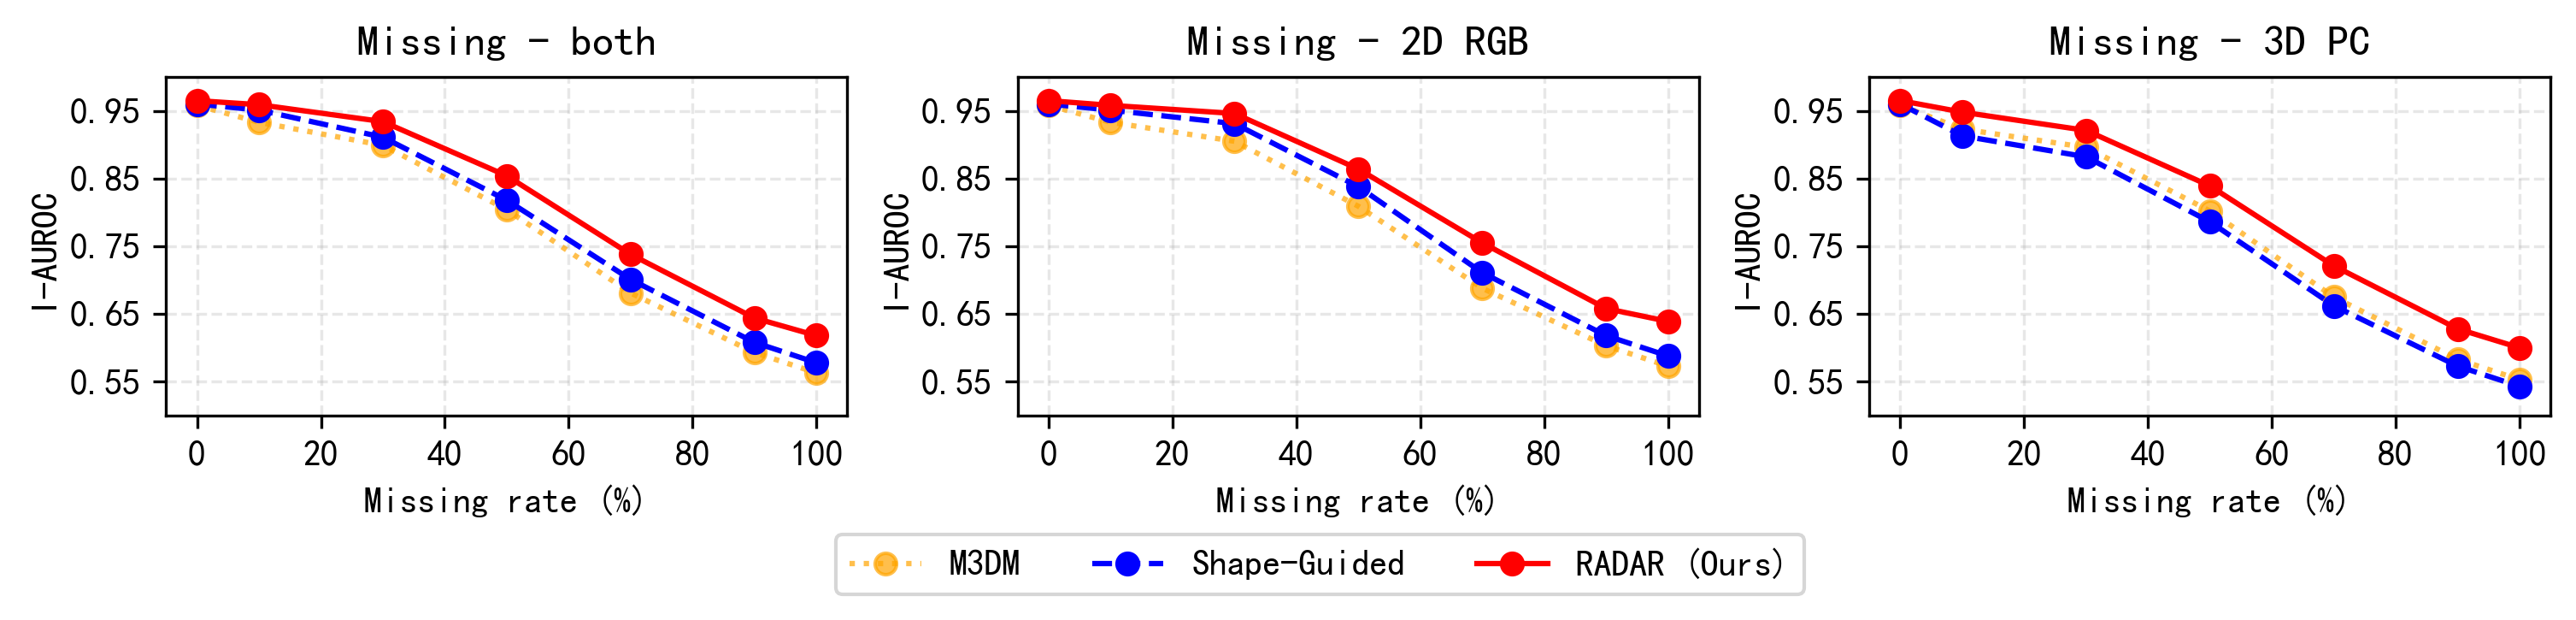 Missing - both
0.95
0.85
0.75
0.65
0.55
I-AUROC
0 20 40 60 80 100
Missing rate (%)
Missing - 2D RGB
0.95
0.85
0.75
0.65
0.55
I-AUROC
0 20 40 60 80 100
Missing rate (%)
Missing - 3D PC
0.95
0.85
0.75
0.65
0.55
I-AUROC
0 20 40 60 80 100
Missing rate (%)
M3DM Shape-Guided RADAR (Ours)